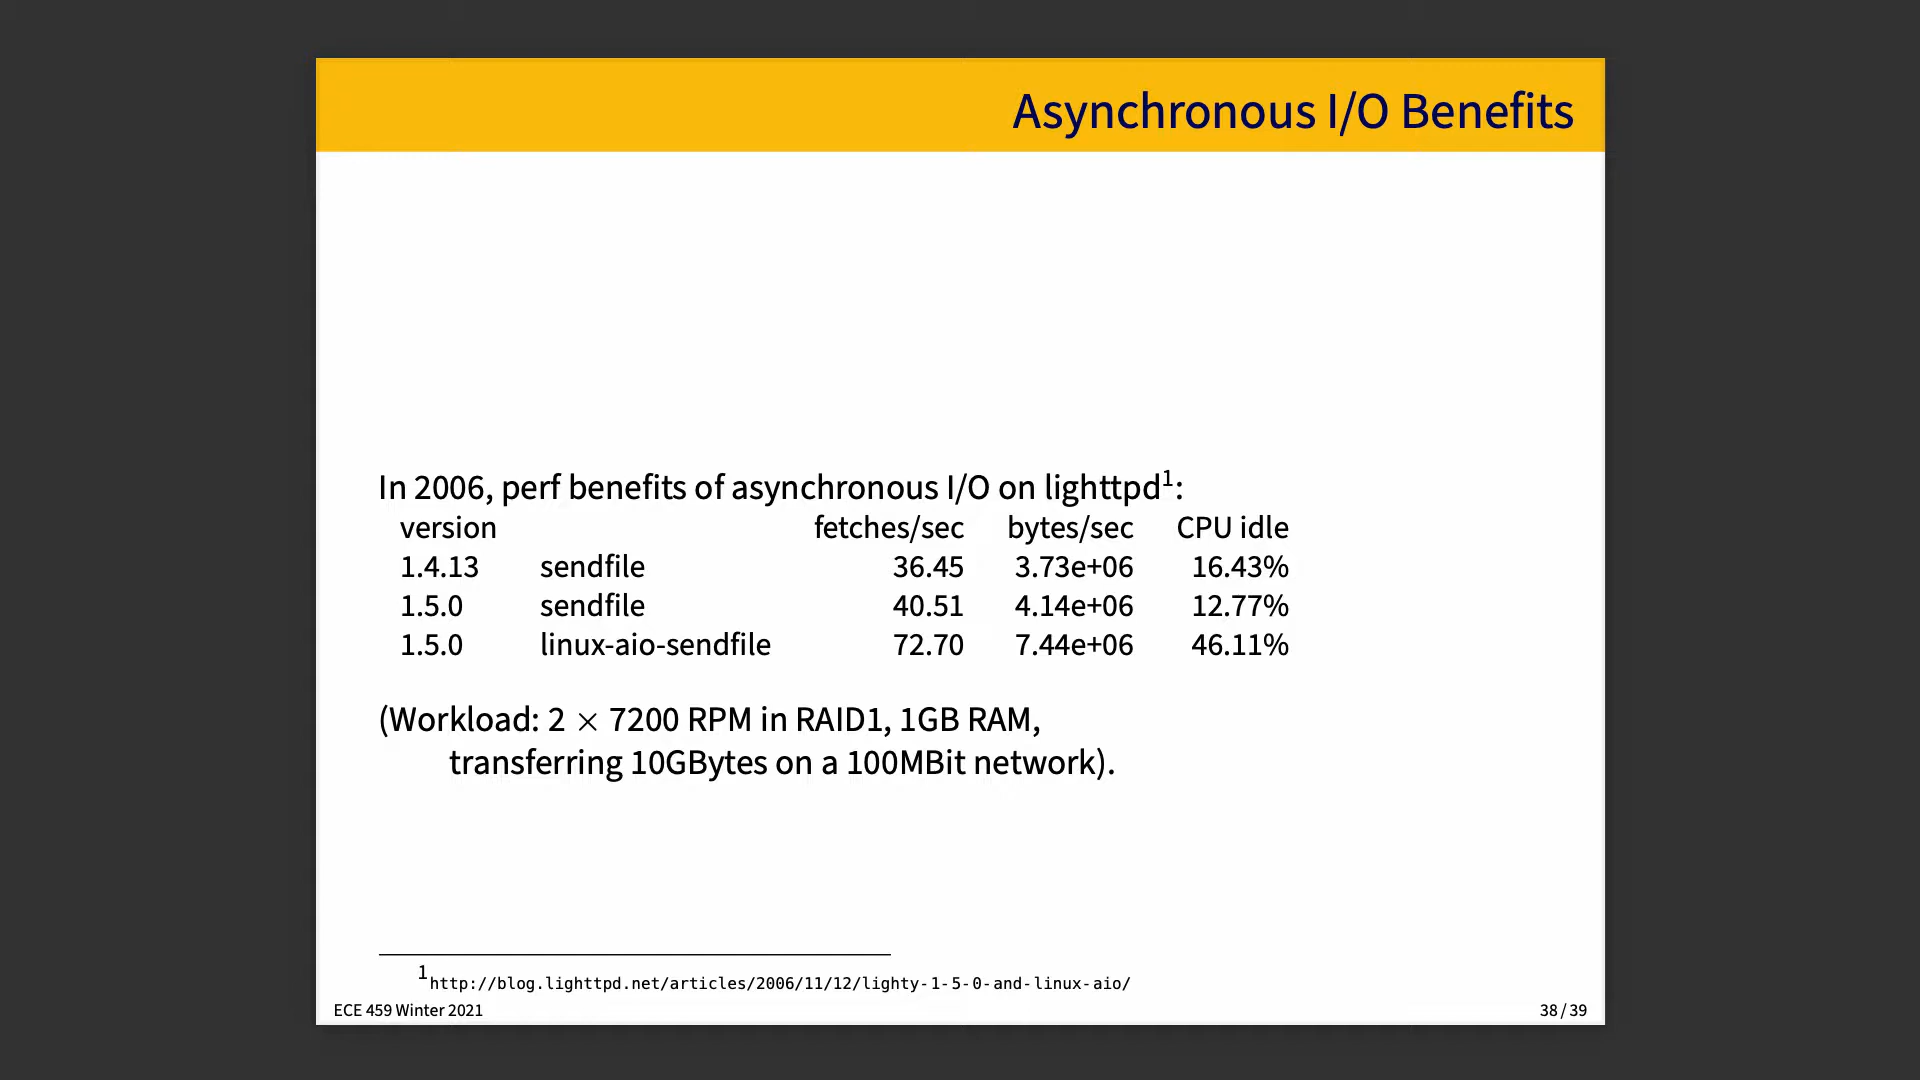 Asynchronous I/O Benefits
In 2006, perf benefits of asynchronous I/O on lighttpd¹:
version fetches/sec bytes/sec CPU idle
1.4.13 sendfile 36.45 3.73e+06 16.43%
1.5.0 sendfile 40.51 4.14e+06 12.77%
1.5.0 linux-aio-sendfile 72.70 7.44e+06 46.11%
(Workload: 2 × 7200 RPM in RAID1, 1GB RAM,
transferring 10GBytes on a 100MBit network).
¹http://blog.lighttpd.net/articles/2006/11/12/lighty-1-5-0-and-linux-aio/
ECE 459 Winter 2021 38 / 39